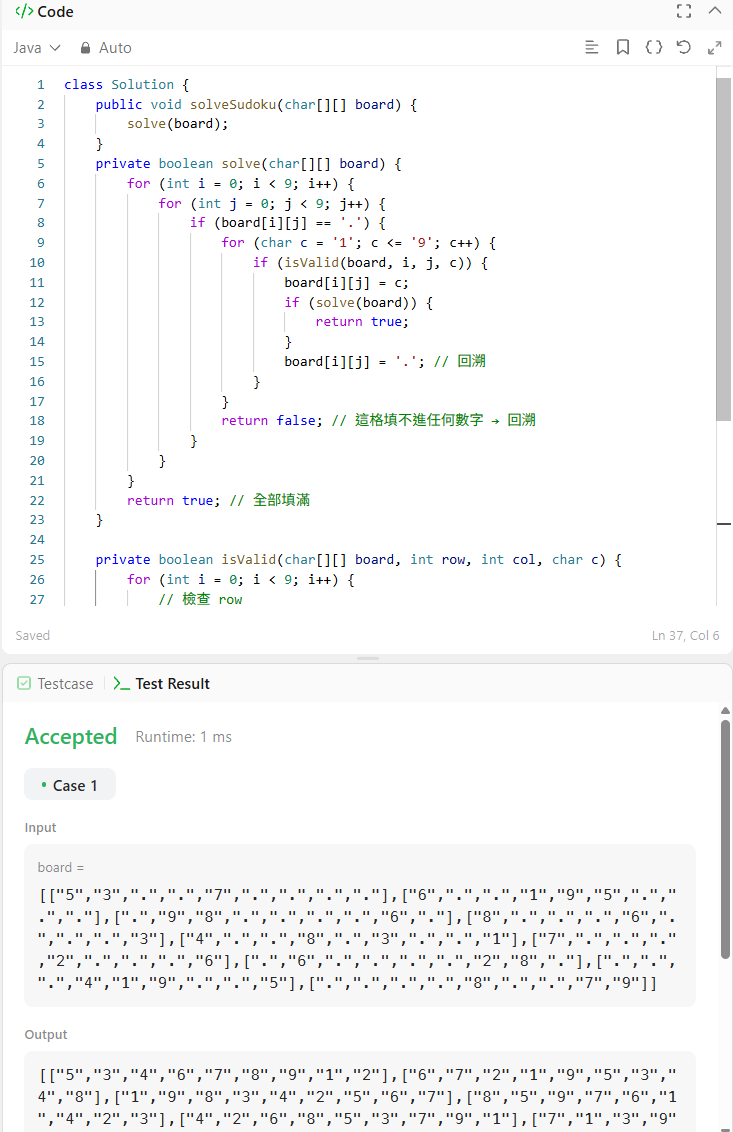 </> Code
Java Auto
1 class Solution {
2 public void solveSudoku(char[][] board) {
3 solve(board);
4 }
5 private boolean solve(char[][] board) {
6 for (int i = 0; i < 9; i++) {
7 for (int j = 0; j < 9; j++) {
8 if (board[i][j] == '.') {
9 for (char c = '1'; c <= '9'; c++) {
10 if (isValid(board, i, j, c)) {
11 board[i][j] = c;
12 if (solve(board)) {
13 return true;
14 }
15 board[i][j] = '.'; // 回溯
16 }
17 }
18 return false; // 這格填不進任何數字 → 回溯
19 }
20 }
21 }
22 return true; // 全部填滿
23 }
24
25 private boolean isValid(char[][] board, int row, int col, char c) {
26 for (int i = 0; i < 9; i++) {
27 // 檢查 row
Saved Ln 37, Col 6
Testcase Test Result
Accepted Runtime: 1 ms
Case 1
Input
board =
[["5","3",".",".","7",".",".",".","."],["6",".",".","1","9","5",".","
.","."],[".","9","8",".",".",".",".","6","."],["8",".",".",".","6",".
",".",".","3"],["4",".",".","8",".","3",".",".","1"],["7",".",".","."
,"2",".",".",".","6"],[".","6",".",".",".",".","2","8","."],[".",".",
".","4","1","9",".",".","5"],[".",".",".",".","8",".",".","7","9"]]
Output
[["5","3","4","6","7","8","9","1","2"],["6","7","2","1","9","5","3","
4","8"],["1","9","8","3","4","2","5","6","7"],["8","5","9","7","6","1
","4","2","3"],["4","2","6","8","5","3","7","9","1"],["7","1","3","9"